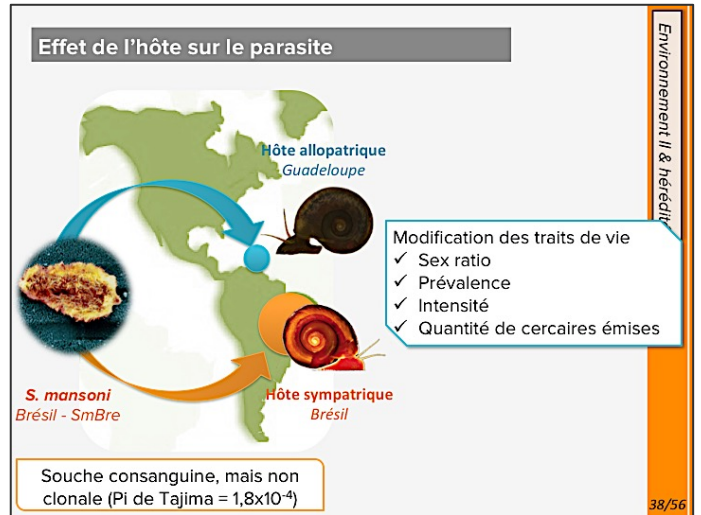 Effet de l’hôte sur le parasite
Environnement II & hérédit
Hôte allopatrique
Guadeloupe
Modification des traits de vie
✓ Sex ratio
✓ Prévalence
✓ Intensité
✓ Quantité de cercaires émises
S. mansoni
Brésil - SmBre
Hôte sympatrique
Brésil
Souche consanguine, mais non
clonale (Pi de Tajima = 1,8x10⁻⁴)
38/56